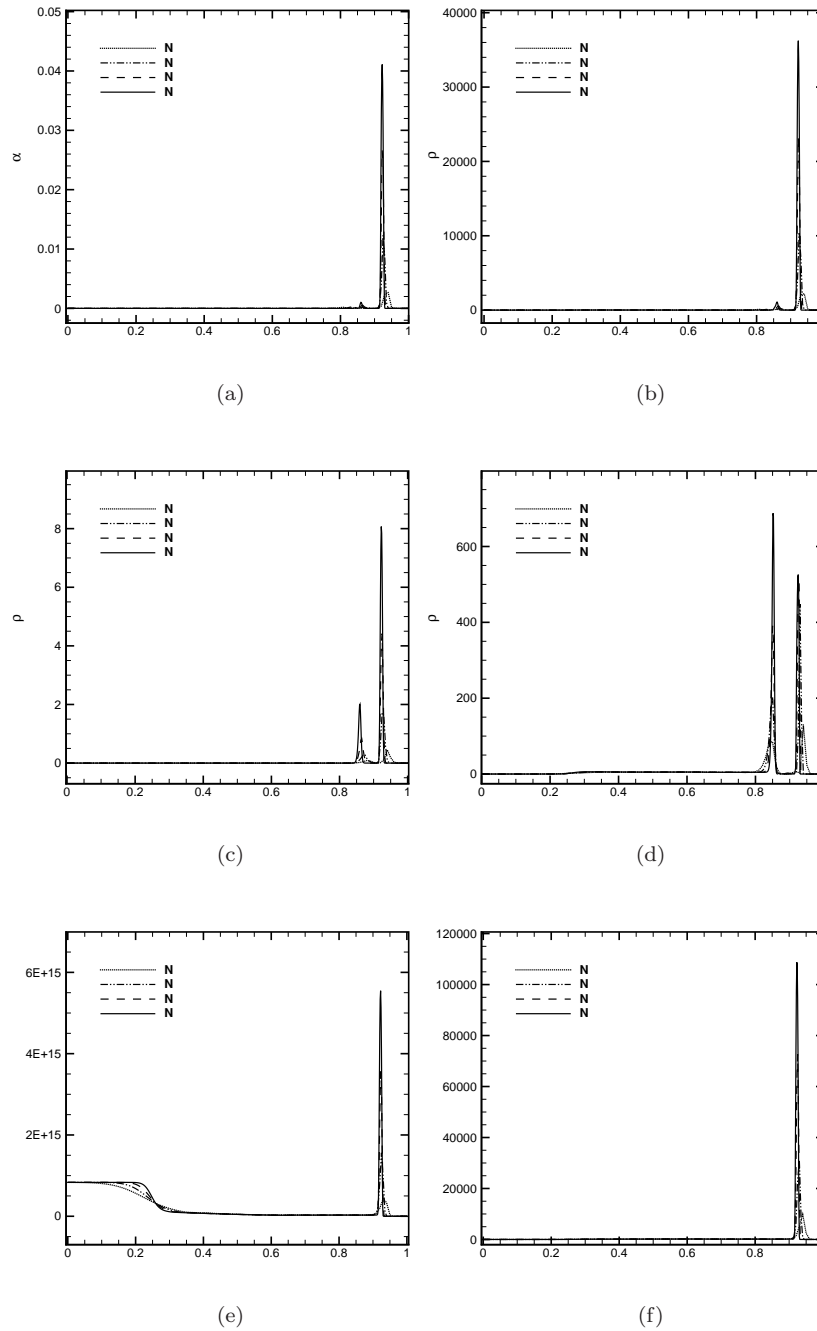 0.05
0.04
0.03
0.02
0.01
0
α
N
N
N
N
0 0.2 0.4 0.6 0.8 1
(a)
40000
30000
20000
10000
0
ρ
N
N
N
N
0 0.2 0.4 0.6 0.8
(b)
8
6
4
2
0
ρ
N
N
N
N
0 0.2 0.4 0.6 0.8 1
(c)
600
400
200
0
ρ
N
N
N
N
0 0.2 0.4 0.6 0.8
(d)
6E+15
4E+15
2E+15
0
N
N
N
N
0 0.2 0.4 0.6 0.8 1
(e)
120000
100000
80000
60000
40000
20000
0
N
N
N
N
0 0.2 0.4 0.6 0.8
(f)